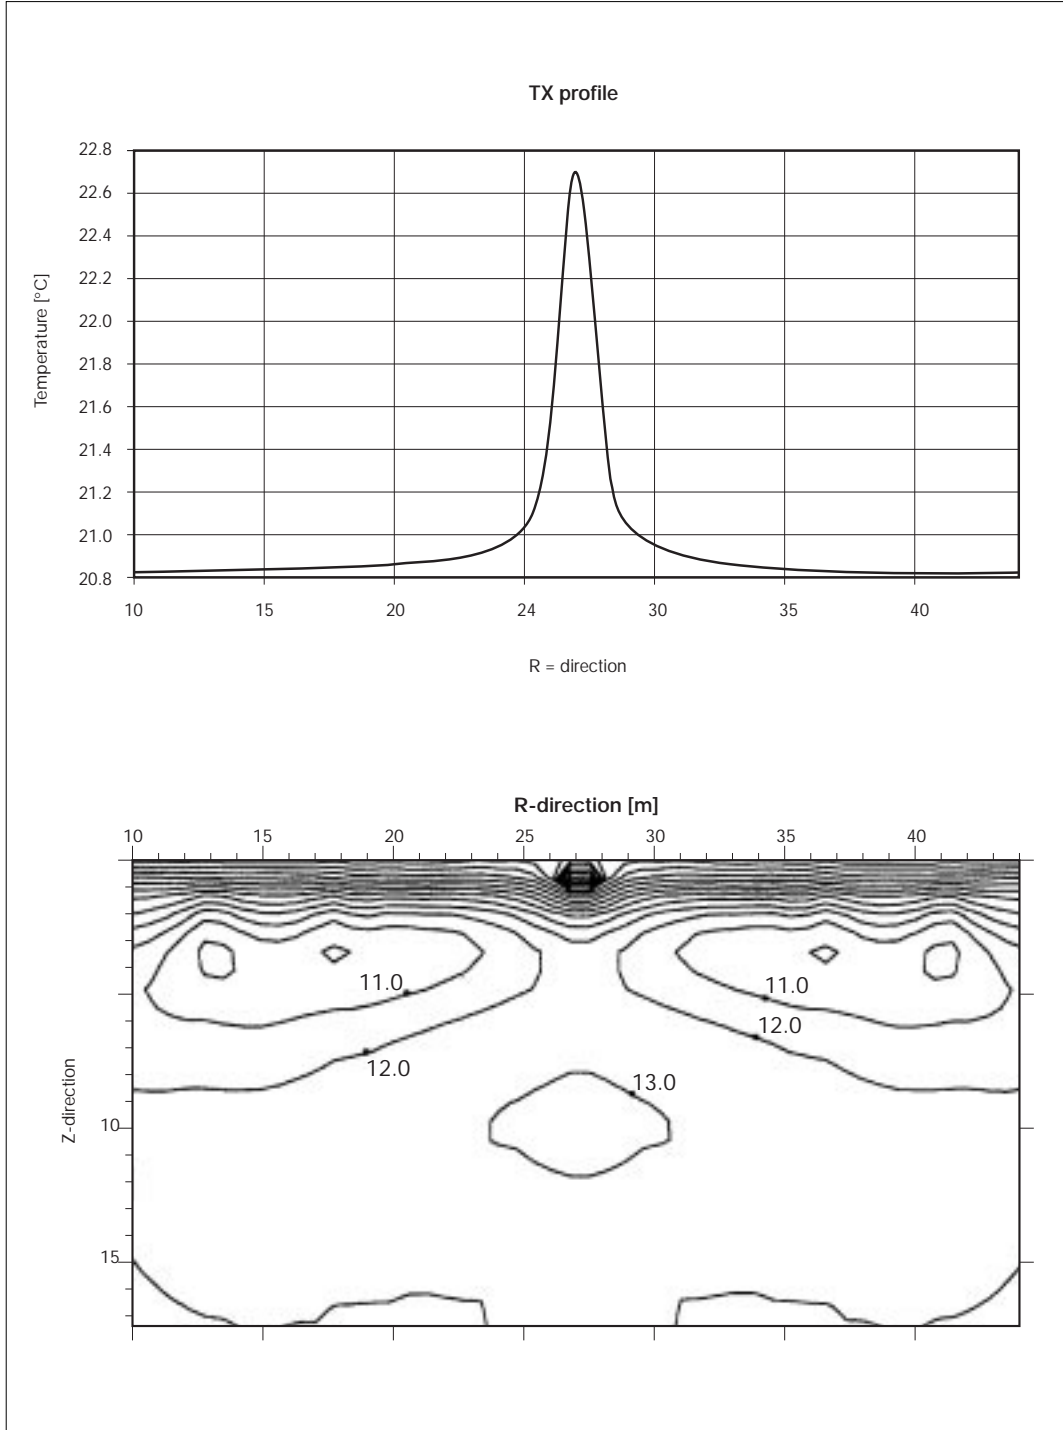 TX profile
22.8
22.6
22.4
22.2
22.0
21.8
21.6
21.4
21.2
21.0
20.8
Temperature [°C]
10 15 20 24 30 35 40
R = direction
R-direction [m]
10 15 20 25 30 35 40
11.0 11.0
12.0
12.0
13.0
Z-direction
10
15